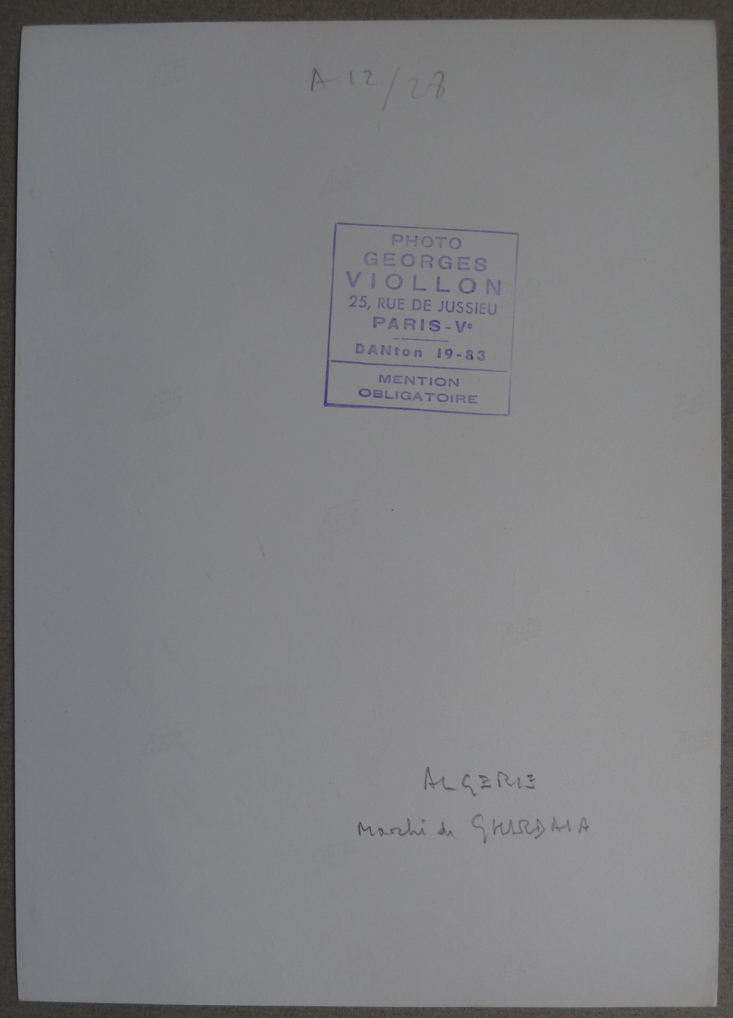 A 12/28
PHOTO
GEORGES
VIOLLON
25, RUE DE JUSSIEU
PARIS-Vᵉ
DANton 19-83
MENTION
OBLIGATOIRE
ALGERIE
Marché de GHARDAIA